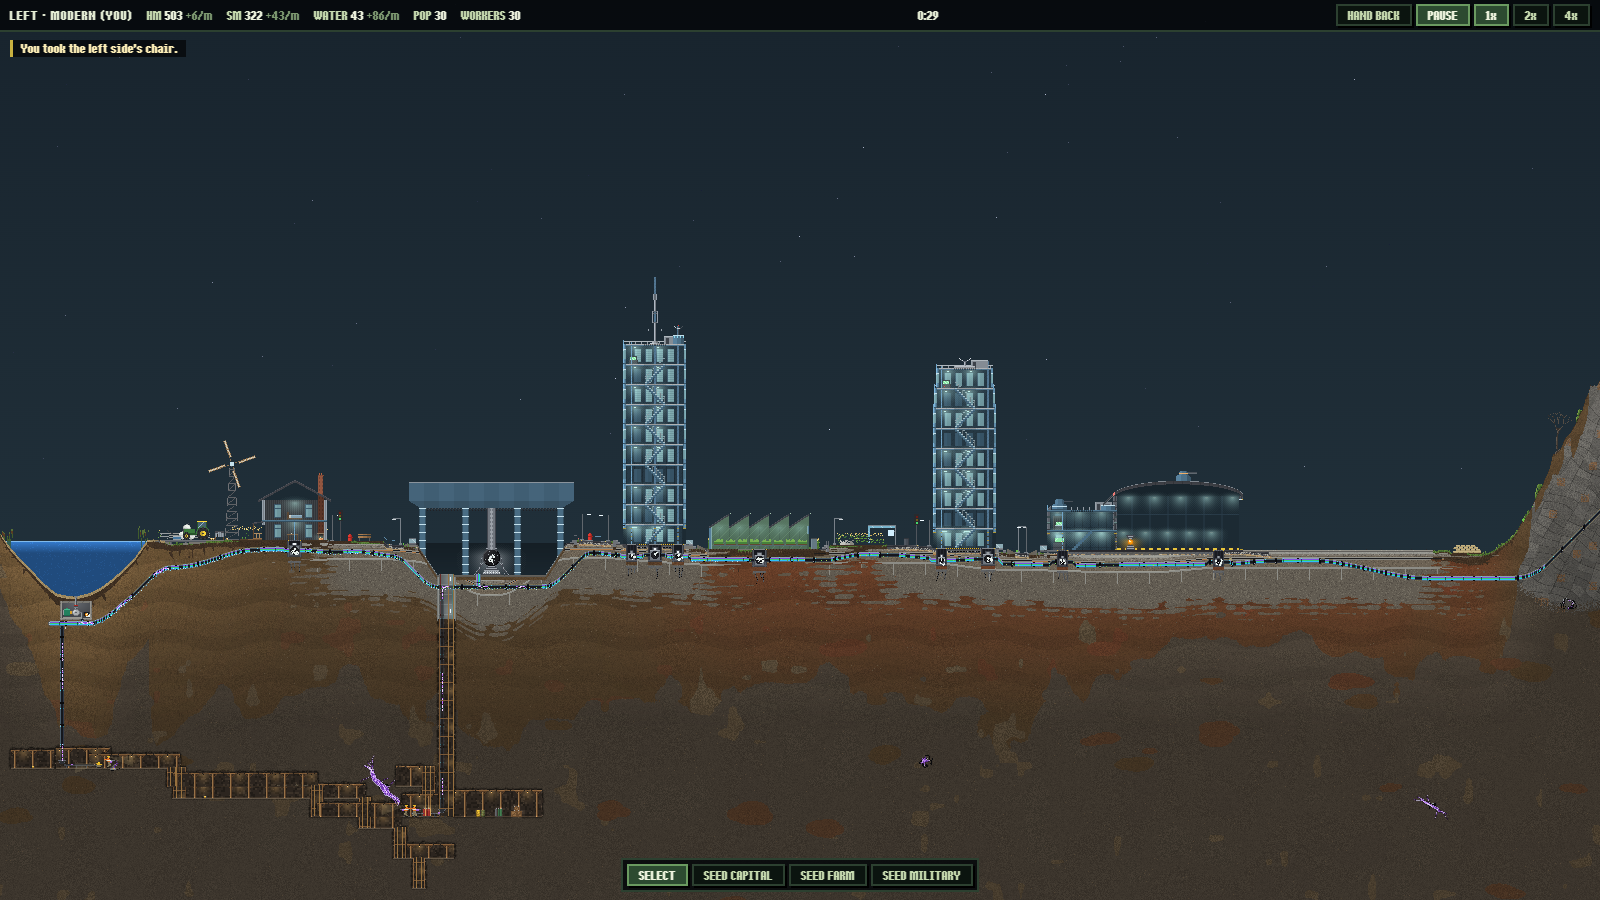 LEFT · MODERN (YOU) HM 503 +6/m SM 322 +43/m WATER 43 +86/m POP 30 WORKERS 30 0:29 HAND BACK PAUSE 1x 2x 4x
You took the left side's chair.
SELECT SEED CAPITAL SEED FARM SEED MILITARY